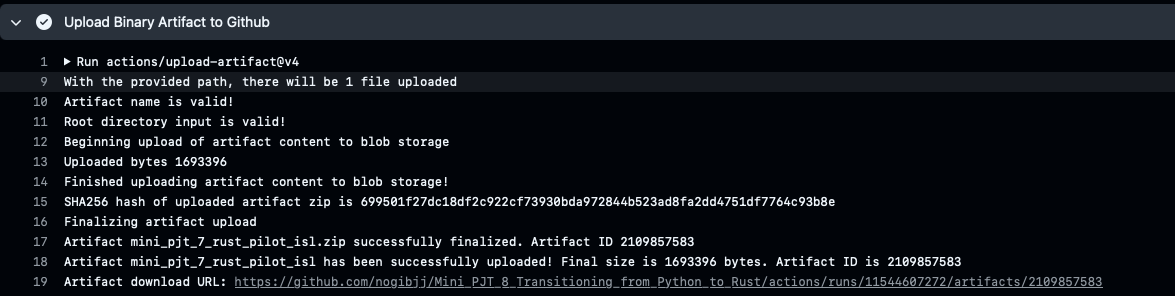 Upload Binary Artifact to Github
1 Run actions/upload-artifact@v4
9 With the provided path, there will be 1 file uploaded
10 Artifact name is valid!
11 Root directory input is valid!
12 Beginning upload of artifact content to blob storage
13 Uploaded bytes 1693396
14 Finished uploading artifact content to blob storage!
15 SHA256 hash of uploaded artifact zip is 699501f27dc18df2c922cf73930bda972844b523ad8fa2dd4751df7764c93b8e
16 Finalizing artifact upload
17 Artifact mini_pjt_7_rust_pilot_isl.zip successfully finalized. Artifact ID 2109857583
18 Artifact mini_pjt_7_rust_pilot_isl has been successfully uploaded! Final size is 1693396 bytes. Artifact ID is 2109857583
19 Artifact download URL: https://github.com/nogibjj/Mini_PJT_8_Transitioning_from_Python_to_Rust/actions/runs/11544607272/artifacts/2109857583